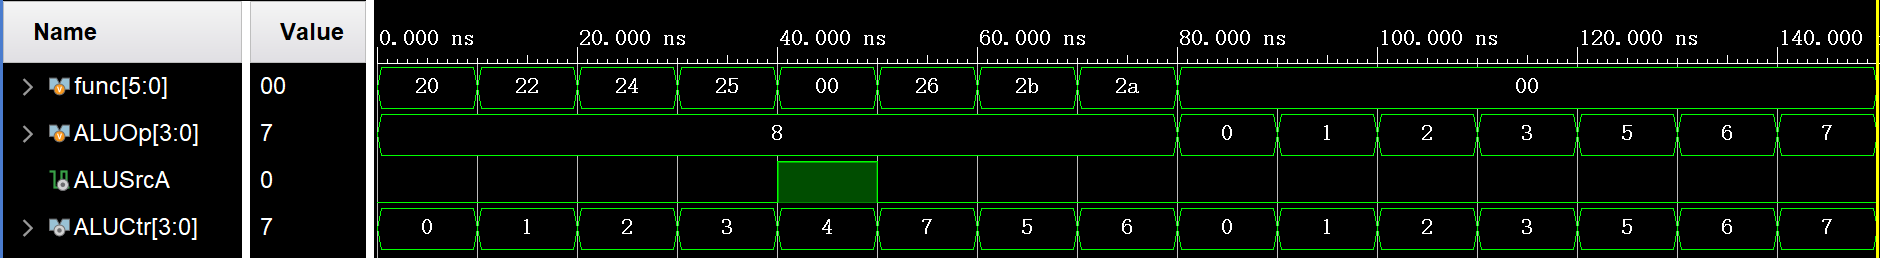 Name Value 0.000 ns 20.000 ns 40.000 ns 60.000 ns 80.000 ns 100.000 ns 120.000 ns 140.000
func[5:0] 00 20 22 24 25 00 26 2b 2a 00
ALUOp[3:0] 7 8 0 1 2 3 5 6 7
ALUSrcA 0
ALUCtr[3:0] 7 0 1 2 3 4 7 5 6 0 1 2 3 5 6 7